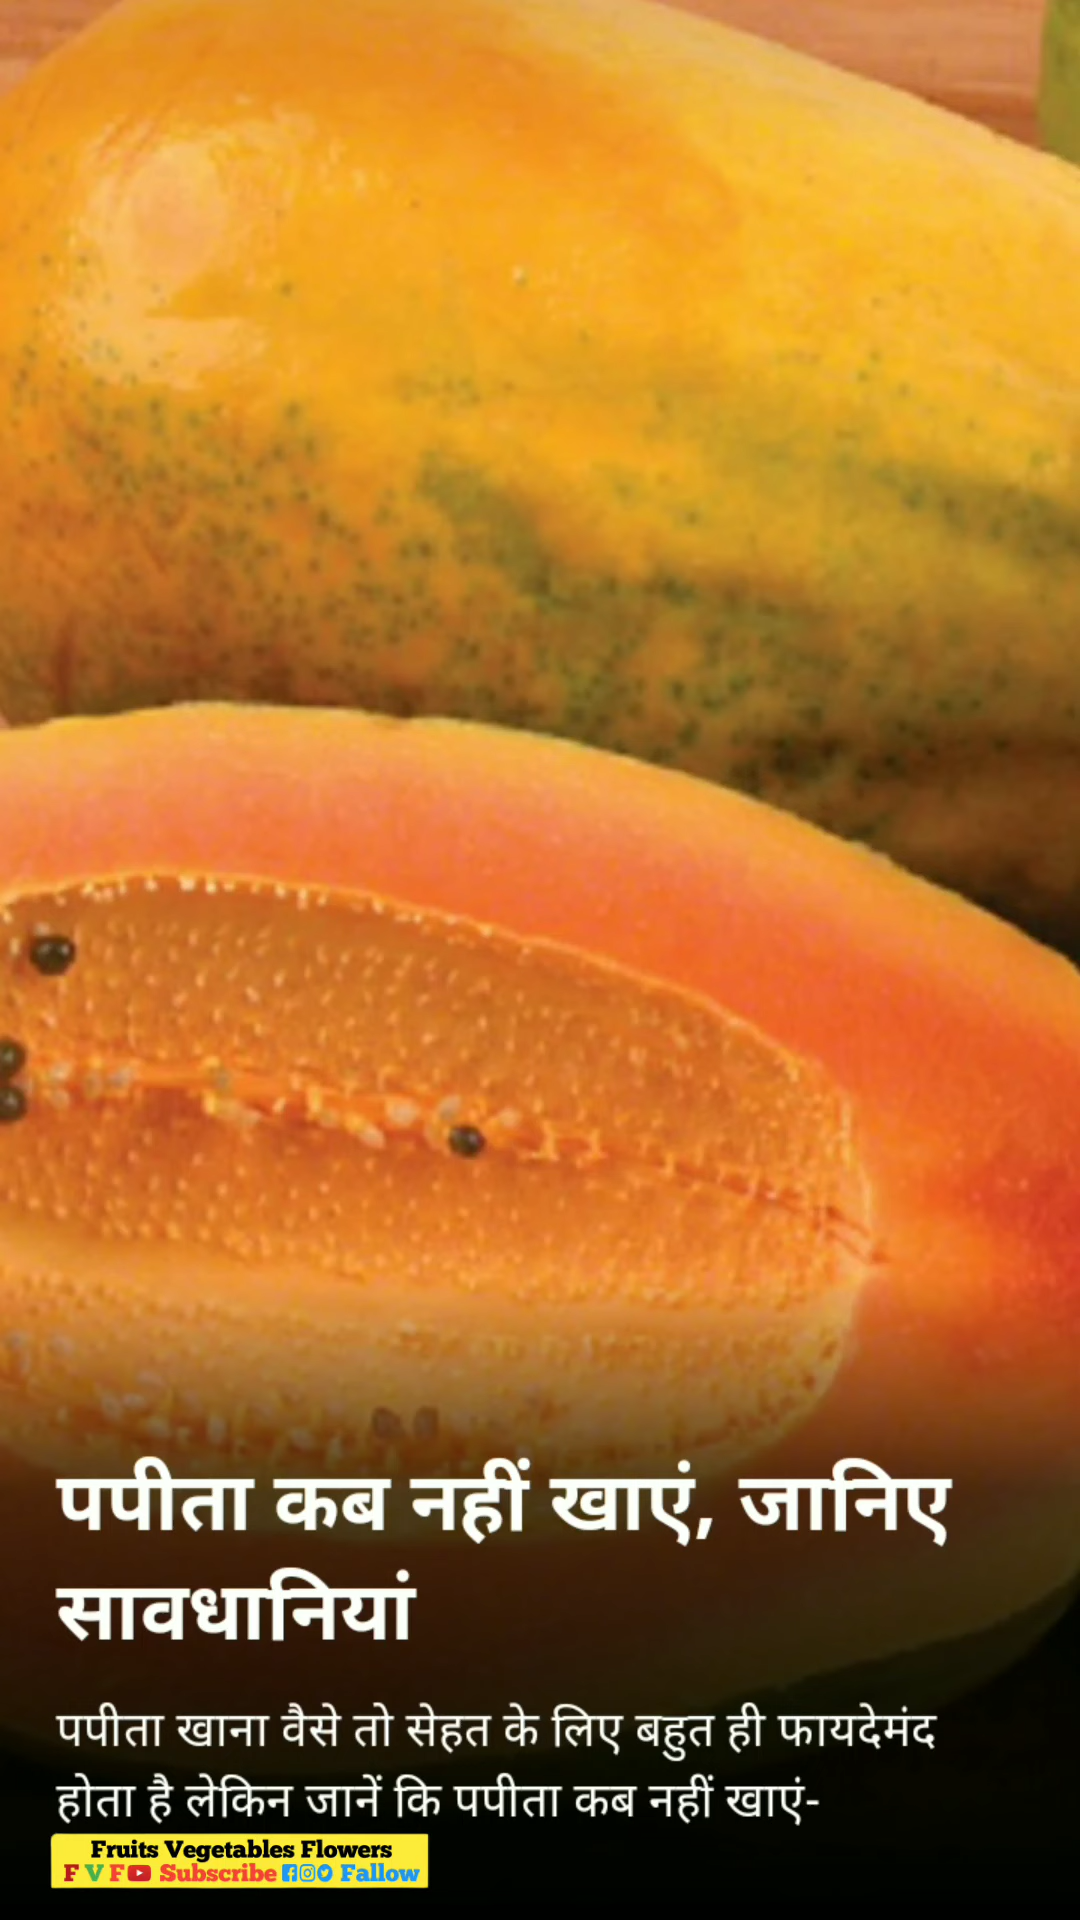 पपीता कब नहीं खाएं, जानिए
सावधानियां
पपीता खाना वैसे तो सेहत के लिए बहुत ही फायदेमंद
होता है लेकिन जानें कि पपीता कब नहीं खाएं-
Fruits Vegetables Flowers
F V F Subscribe Fallow